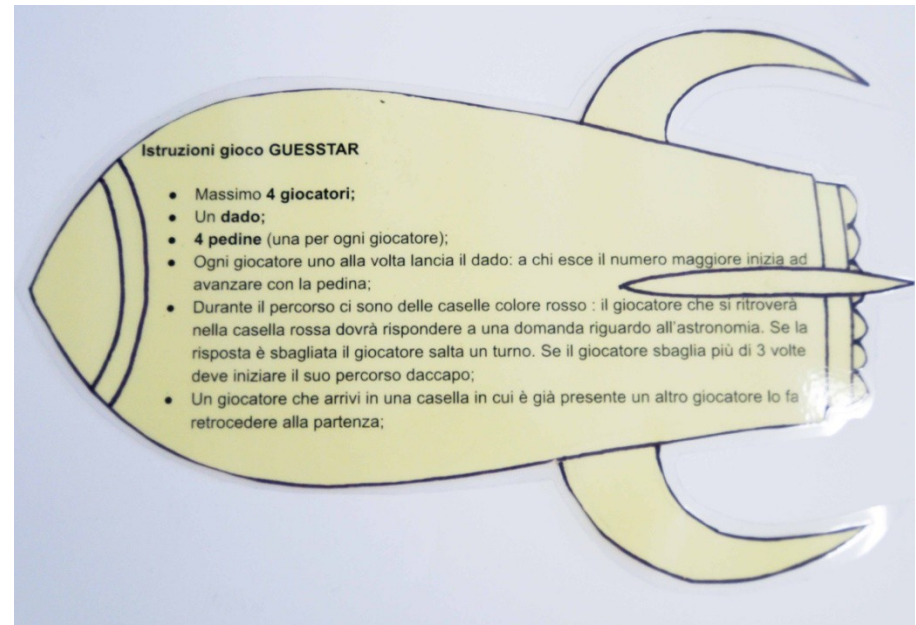 Istruzioni gioco GUESSTAR
• Massimo 4 giocatori;
• Un dado;
• 4 pedine (una per ogni giocatore);
• Ogni giocatore uno alla volta lancia il dado: a chi esce il numero maggiore inizia ad
avanzare con la pedina;
• Durante il percorso ci sono delle caselle colore rosso : il giocatore che si ritroverà
nella casella rossa dovrà rispondere a una domanda riguardo all'astronomia. Se la
risposta è sbagliata il giocatore salta un turno. Se il giocatore sbaglia più di 3 volte
deve iniziare il suo percorso daccapo;
• Un giocatore che arrivi in una casella in cui è già presente un altro giocatore lo fa
retrocedere alla partenza;